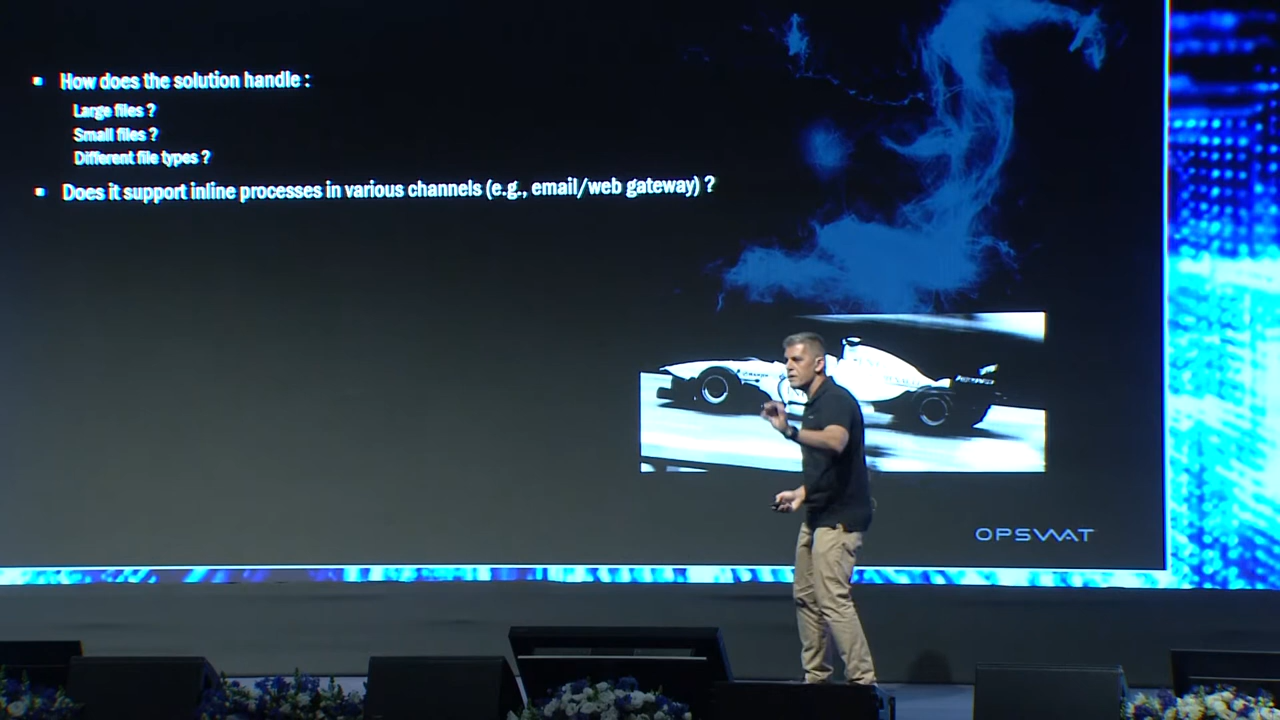 How does the solution handle :
Large files ?
Small files ?
Different file types ?
Does it support inline processes in various channels (e.g., email/web gateway) ?
OPSWAT